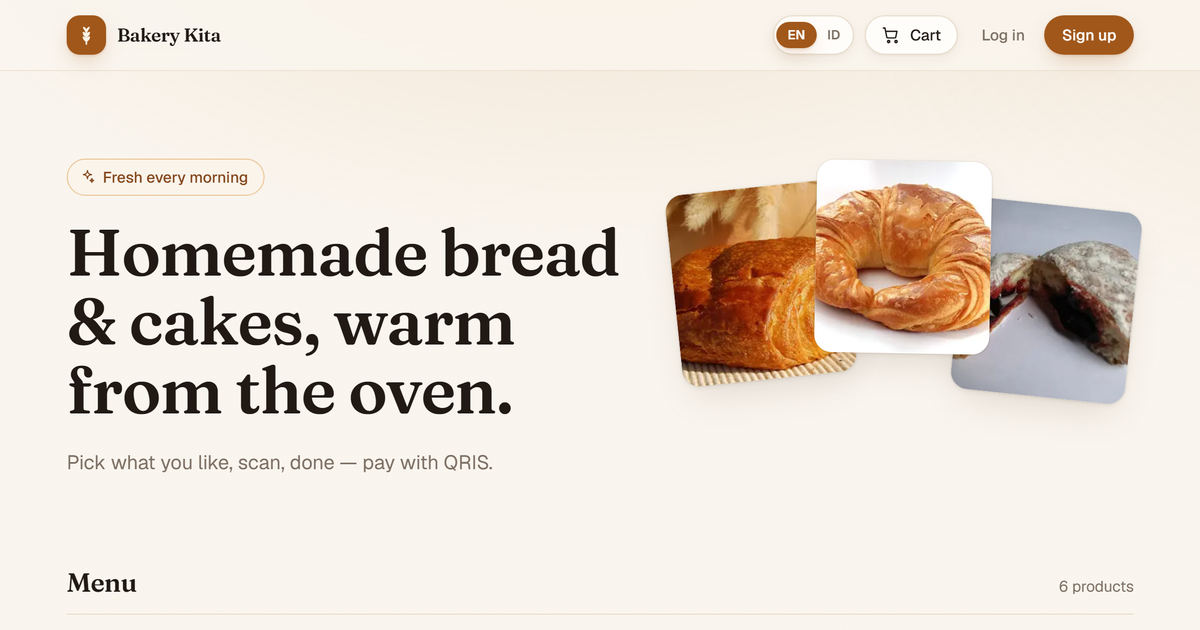 Bakery Kita
EN ID
Cart
Log in
Sign up
Fresh every morning
Homemade bread
& cakes, warm
from the oven.
Pick what you like, scan, done — pay with QRIS.
Menu
6 products